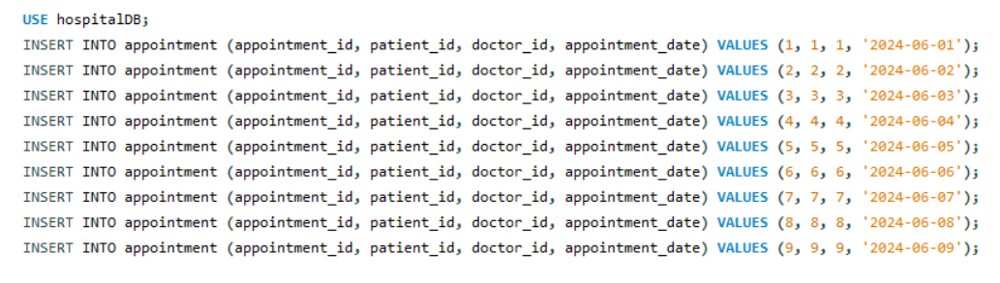 USE hospitalDB;
INSERT INTO appointment (appointment_id, patient_id, doctor_id, appointment_date) VALUES (1, 1, 1, '2024-06-01');
INSERT INTO appointment (appointment_id, patient_id, doctor_id, appointment_date) VALUES (2, 2, 2, '2024-06-02');
INSERT INTO appointment (appointment_id, patient_id, doctor_id, appointment_date) VALUES (3, 3, 3, '2024-06-03');
INSERT INTO appointment (appointment_id, patient_id, doctor_id, appointment_date) VALUES (4, 4, 4, '2024-06-04');
INSERT INTO appointment (appointment_id, patient_id, doctor_id, appointment_date) VALUES (5, 5, 5, '2024-06-05');
INSERT INTO appointment (appointment_id, patient_id, doctor_id, appointment_date) VALUES (6, 6, 6, '2024-06-06');
INSERT INTO appointment (appointment_id, patient_id, doctor_id, appointment_date) VALUES (7, 7, 7, '2024-06-07');
INSERT INTO appointment (appointment_id, patient_id, doctor_id, appointment_date) VALUES (8, 8, 8, '2024-06-08');
INSERT INTO appointment (appointment_id, patient_id, doctor_id, appointment_date) VALUES (9, 9, 9, '2024-06-09');